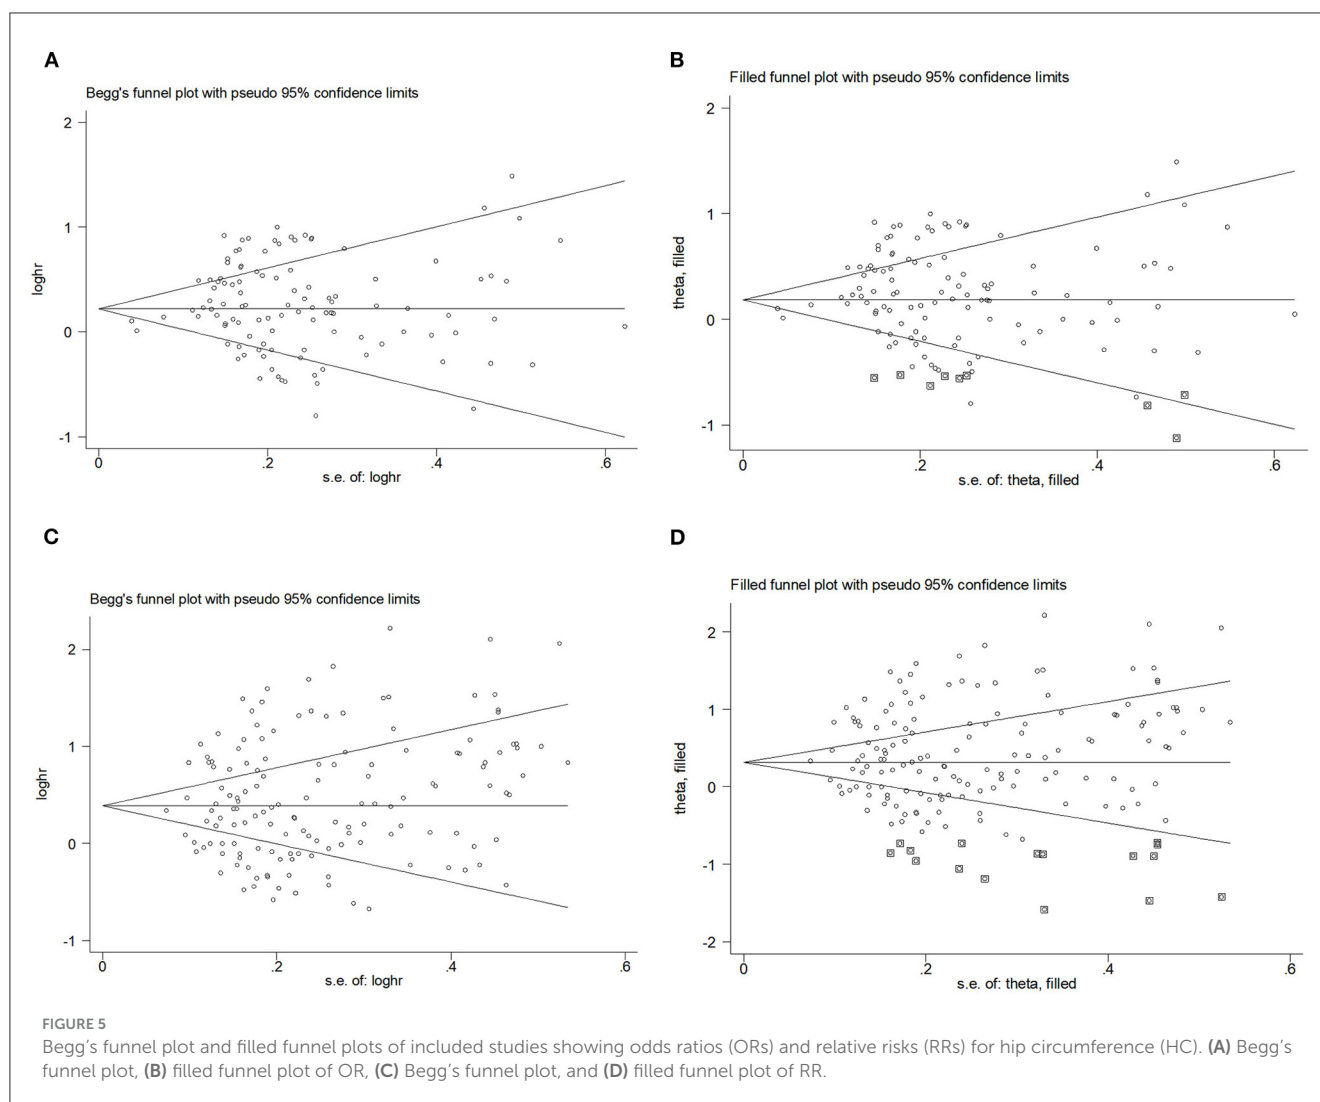 A
Begg's funnel plot with pseudo 95% confidence limits
2
1
0
-1
loghr
0 .2 .4 .6
s.e. of: loghr
B
Filled funnel plot with pseudo 95% confidence limits
2
1
0
-1
theta, filled
0 .2 .4 .6
s.e. of: theta, filled
C
Begg's funnel plot with pseudo 95% confidence limits
2
1
0
-1
loghr
0 .2 .4 .6
s.e. of: loghr
D
Filled funnel plot with pseudo 95% confidence limits
2
1
0
-1
-2
theta, filled
0 .2 .4 .6
s.e. of: theta, filled
FIGURE 5
Begg's funnel plot and filled funnel plots of included studies showing odds ratios (ORs) and relative risks (RRs) for hip circumference (HC). (A) Begg's
funnel plot, (B) filled funnel plot of OR, (C) Begg's funnel plot, and (D) filled funnel plot of RR.